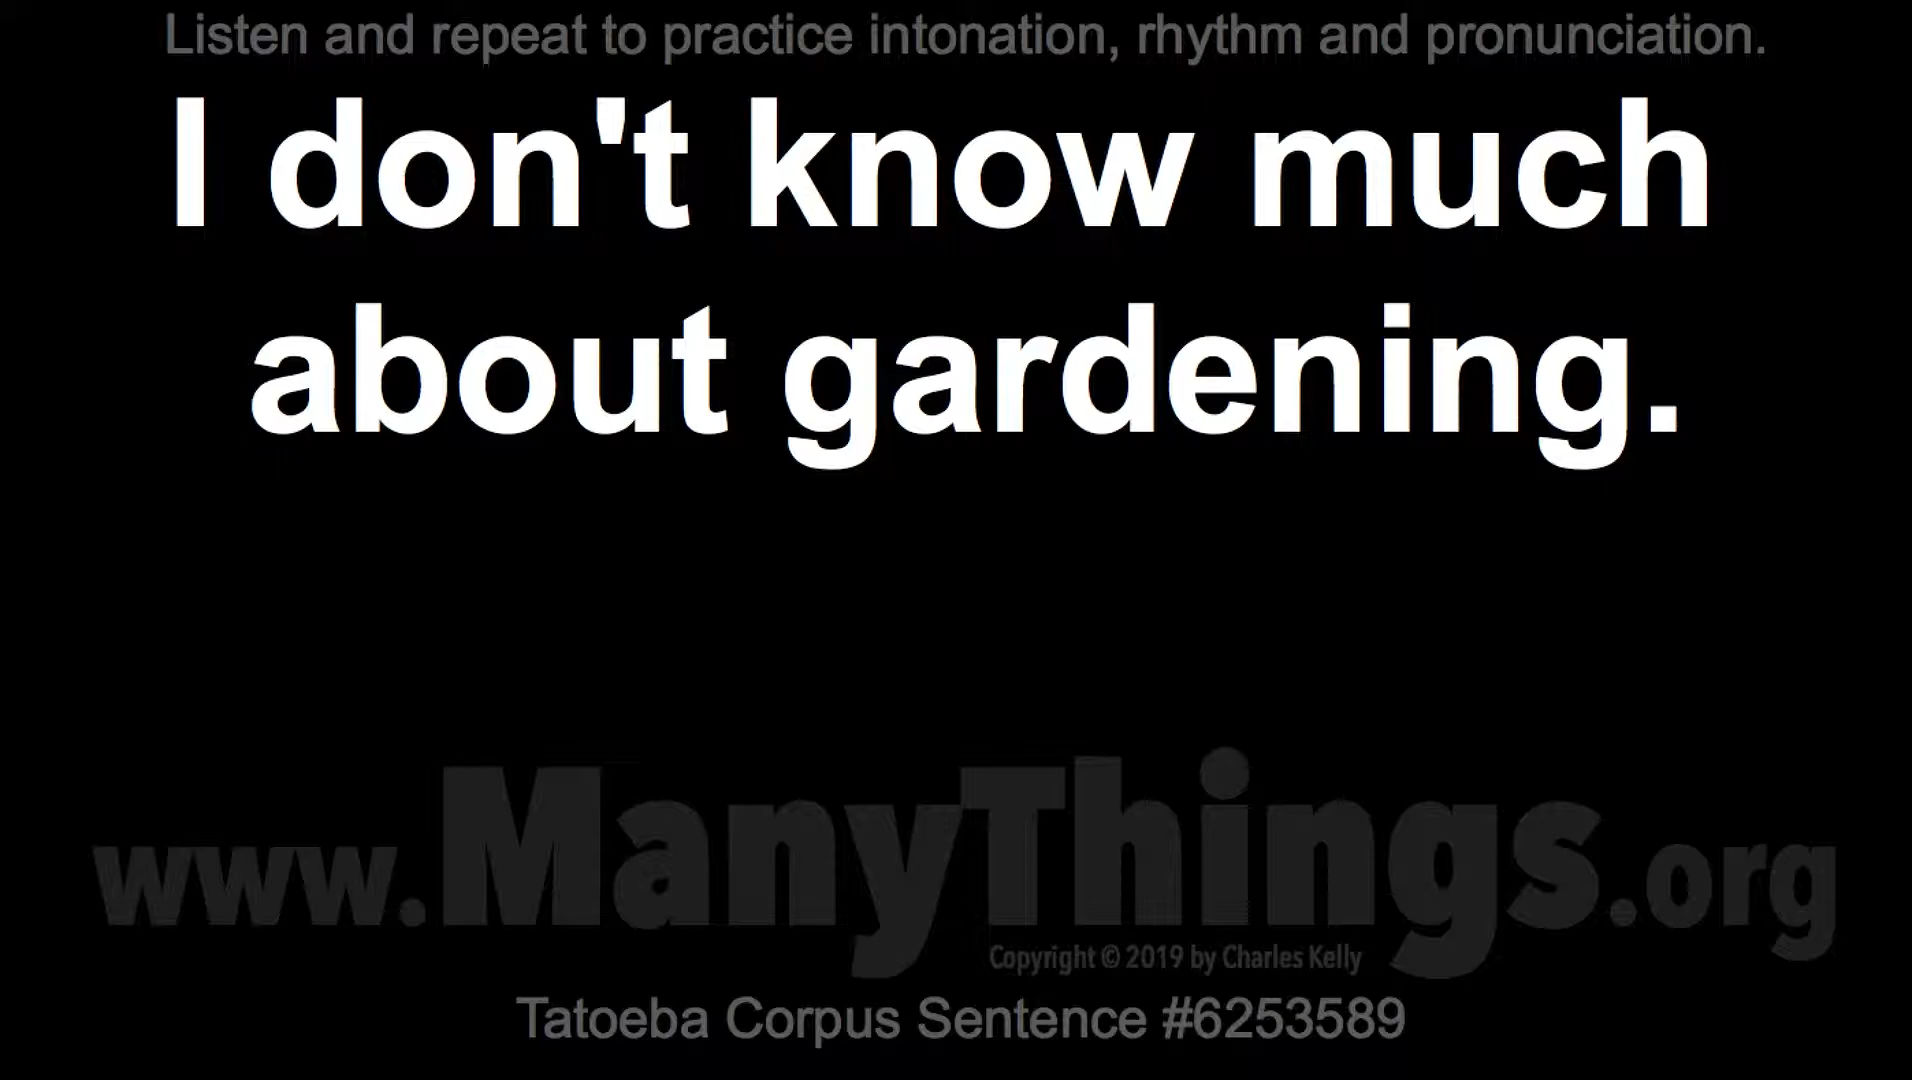 Listen and repeat to practice intonation, rhythm and pronunciation.
I don't know much
about gardening.
www.ManyThings.org
Copyright © 2019 by Charles Kelly
Tatoeba Corpus Sentence #6253589